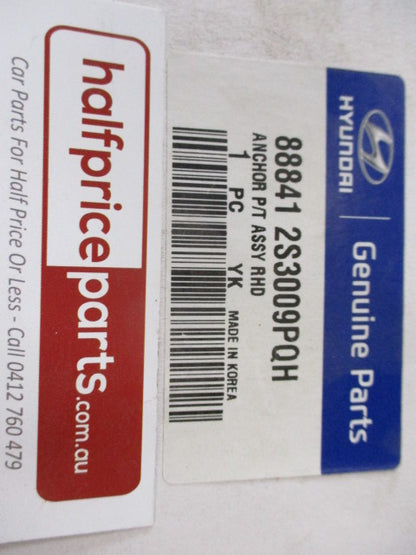 HYUNDAI
Genuine Parts
88841 2S3009PQH
ANCHOR P/T ASSY RHD
1 PC YK MADE IN KOREA
halfpriceparts.com.au
Car Parts For Half Price Or Less - Call 0412 760 479